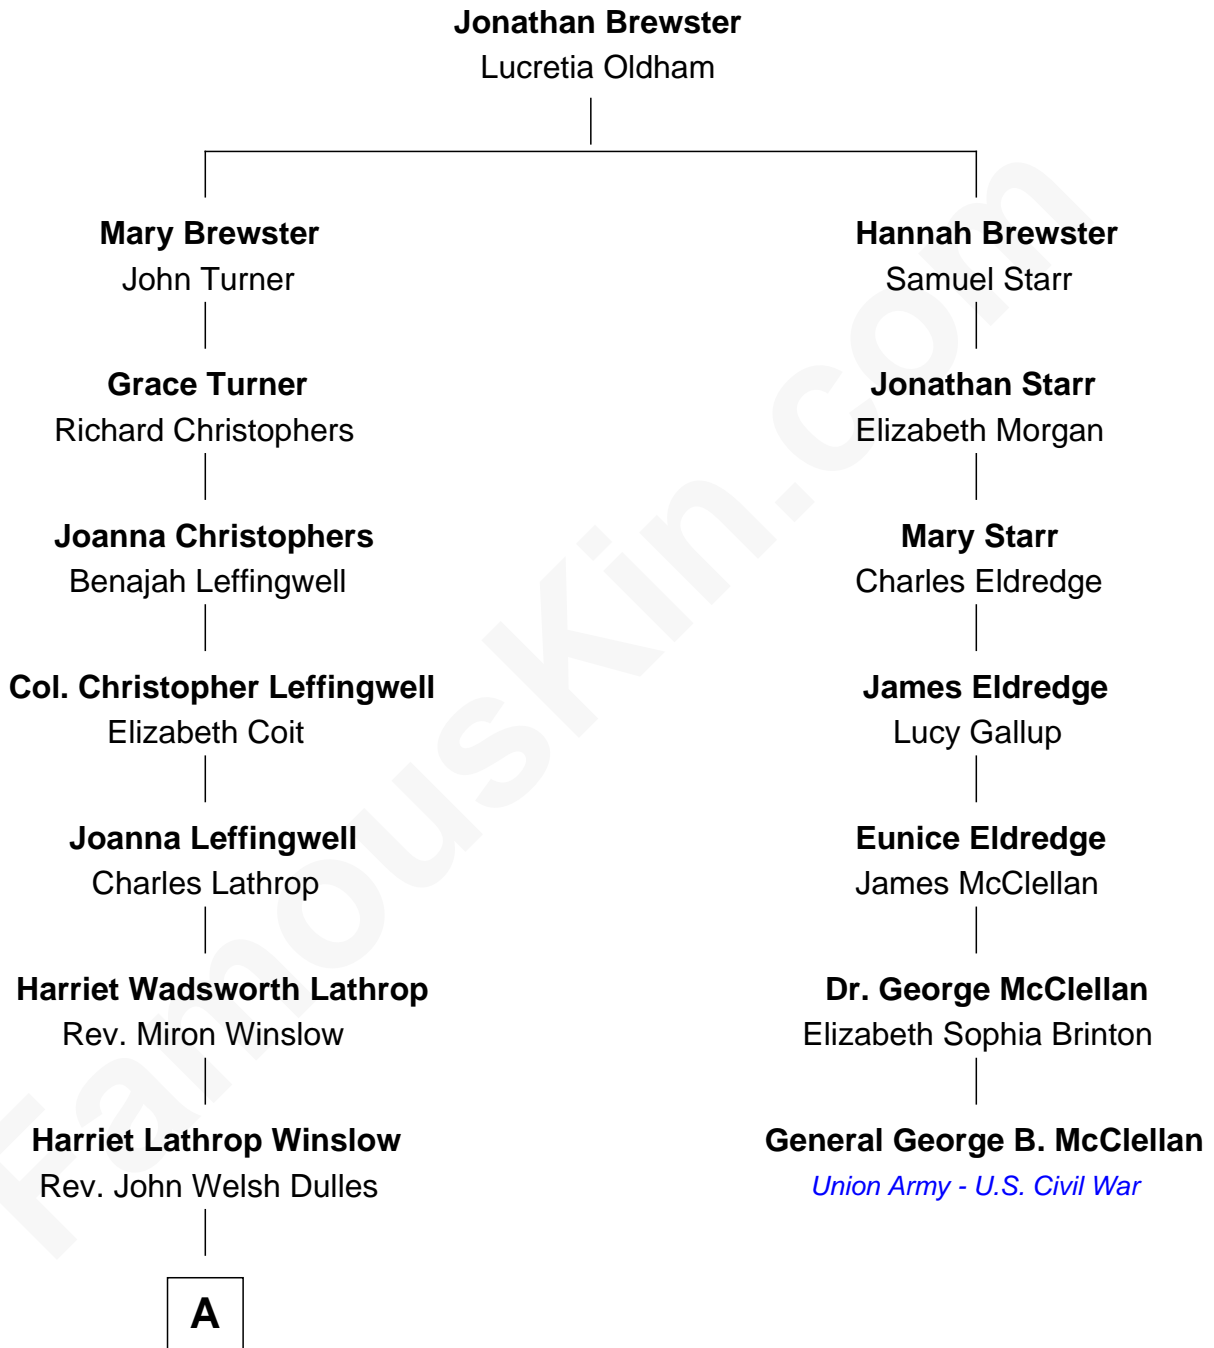 Jonathan Brewster
Lucretia Oldham
Mary Brewster
John Turner
Grace Turner
Richard Christophers
Joanna Christophers
Benajah Leffingwell
Col. Christopher Leffingwell
Elizabeth Coit
Joanna Leffingwell
Charles Lathrop
Harriet Wadsworth Lathrop
Rev. Miron Winslow
Harriet Lathrop Winslow
Rev. John Welsh Dulles
A
Hannah Brewster
Samuel Starr
Jonathan Starr
Elizabeth Morgan
Mary Starr
Charles Eldredge
James Eldredge
Lucy Gallup
Eunice Eldredge
James McClellan
Dr. George McClellan
Elizabeth Sophia Brinton
General George B. McClellan
Union Army - U.S. Civil War
FamousKin.com